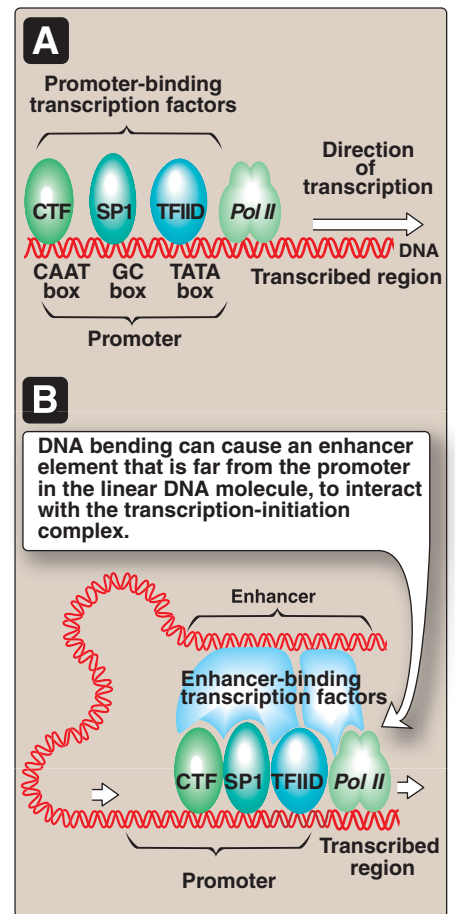 A
Promoter-binding
transcription factors
Direction
of
transcription
CTF SP1 TFIID Pol II
DNA
CAAT
box
GC
box
TATA
box
Transcribed region
Promoter
B
DNA bending can cause an enhancer
element that is far from the promoter
in the linear DNA molecule, to interact
with the transcription-initiation
complex.
Enhancer
Enhancer-binding
transcription factors
CTF SP1 TFIID Pol II
Transcribed
region
Promoter